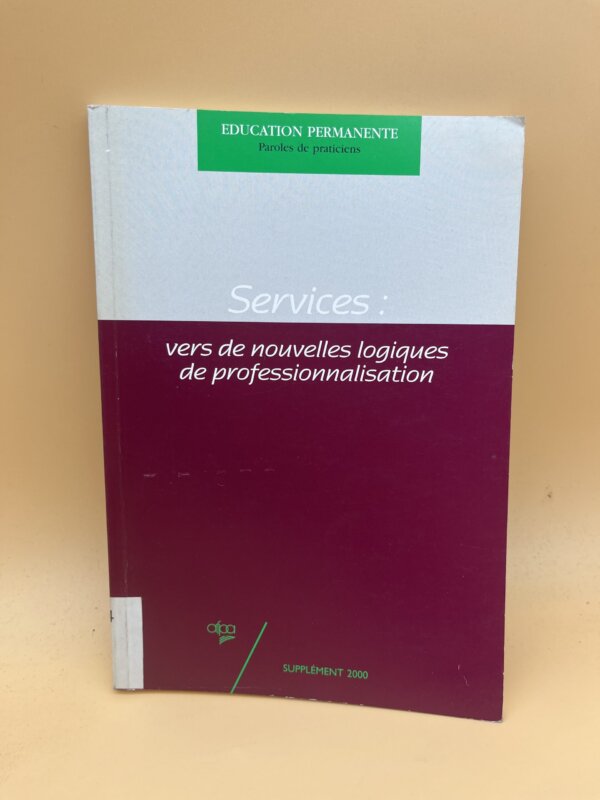 EDUCATION PERMANENTE
Paroles de praticiens
Services :
vers de nouvelles logiques
de professionnalisation
afpa
SUPPLÉMENT 2000